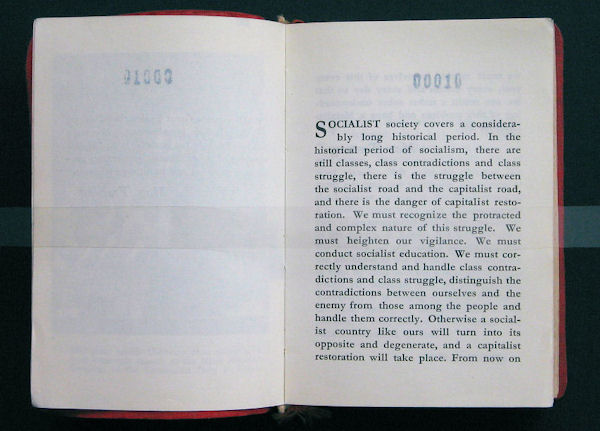 00010
SOCIALIST society covers a considera-
bly long historical period. In the
historical period of socialism, there are
still classes, class contradictions and class
struggle, there is the struggle between
the socialist road and the capitalist road,
and there is the danger of capitalist resto-
ration. We must recognize the protracted
and complex nature of this struggle. We
must heighten our vigilance. We must
conduct socialist education. We must cor-
rectly understand and handle class contra-
dictions and class struggle, distinguish the
contradictions between ourselves and the
enemy from those among the people and
handle them correctly. Otherwise a social-
ist country like ours will turn into its
opposite and degenerate, and a capitalist
restoration will take place. From now on